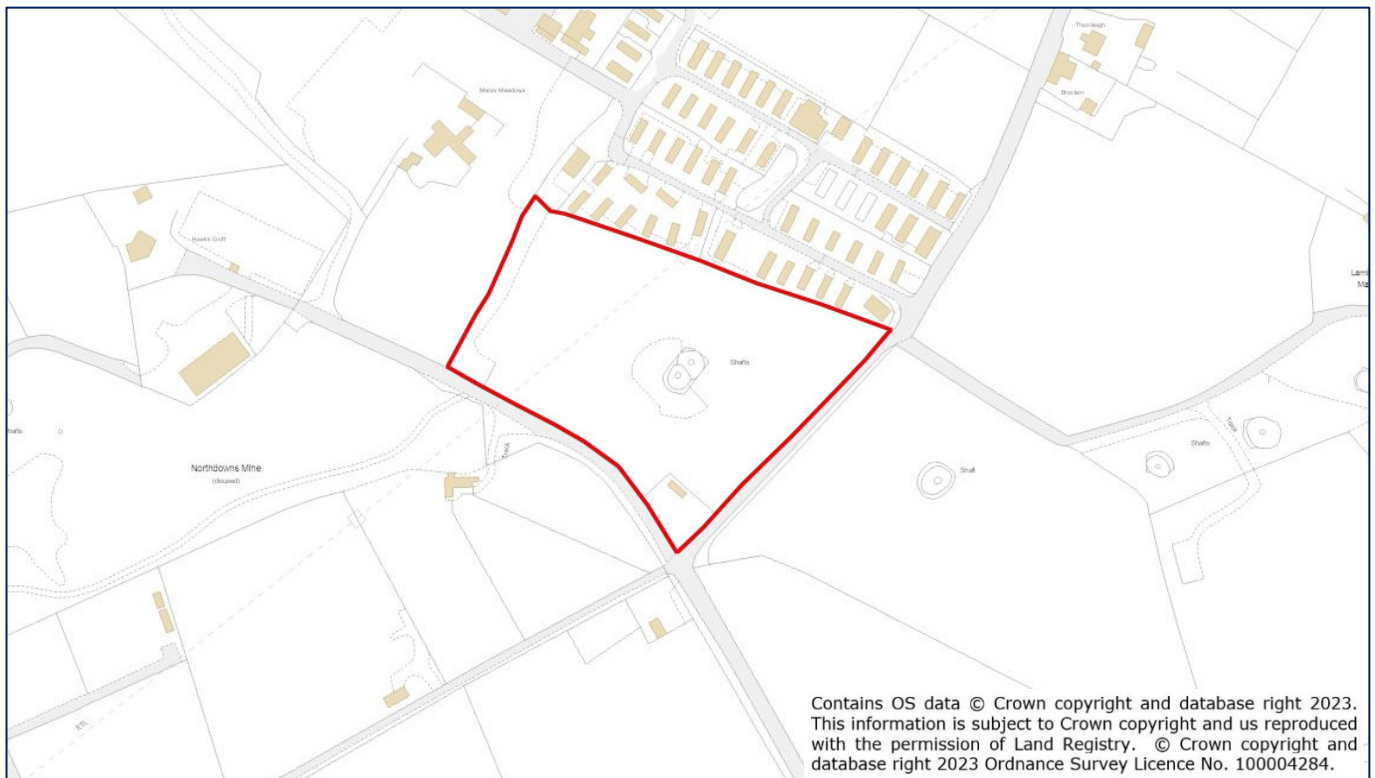 Thornleigh
Manor Meadows
Bracken
Hawks Croft
Shafts
Northdowns Mine
(disused)
Track
Shaft
Shafts
Track
ETL
Contains OS data © Crown copyright and database right 2023.
This information is subject to Crown copyright and us reproduced
with the permission of Land Registry. © Crown copyright and
database right 2023 Ordnance Survey Licence No. 100004284.